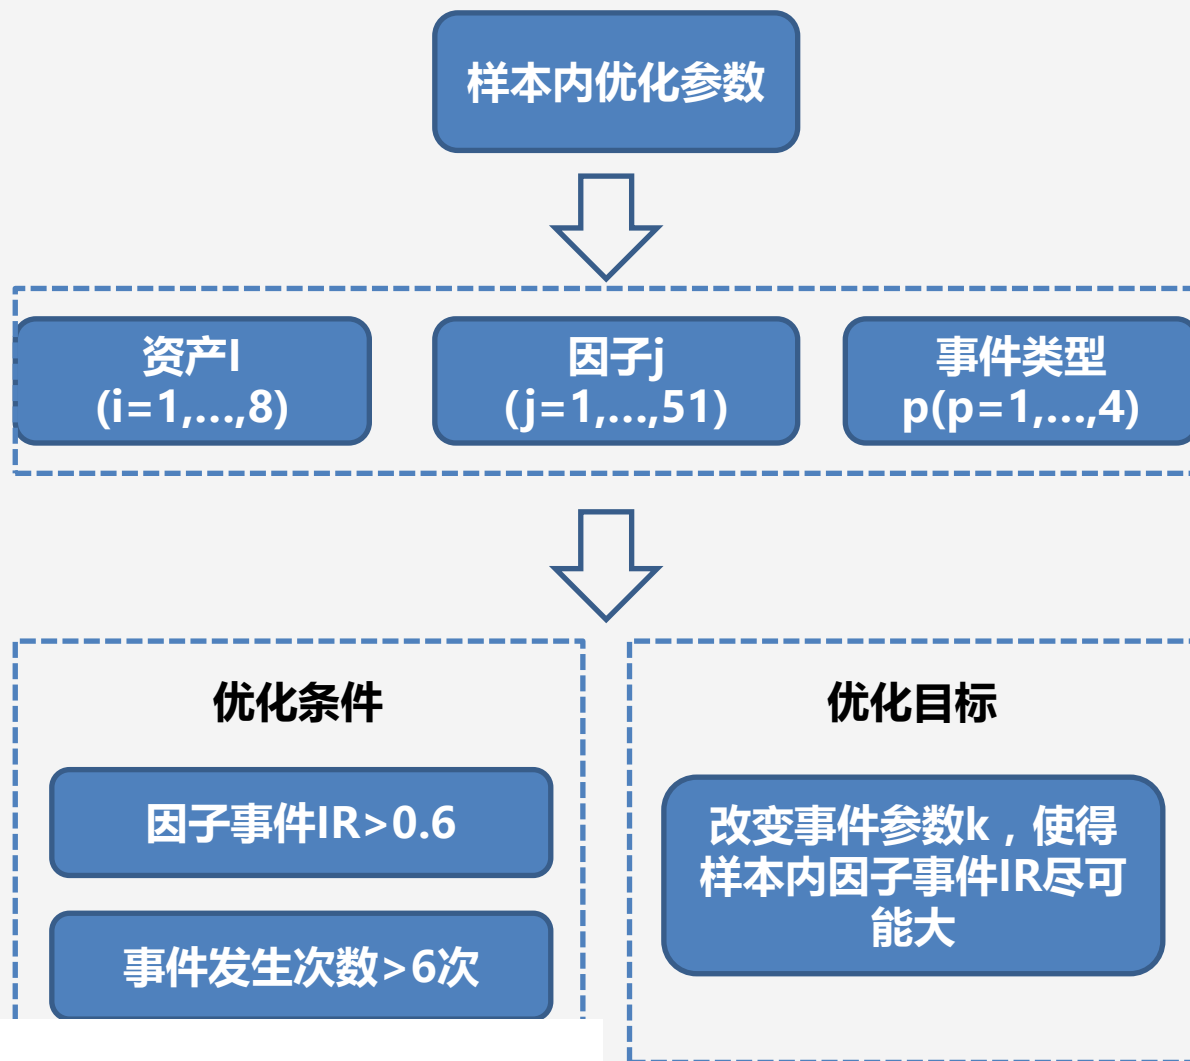 样本内优化参数
资产I
(i=1,...,8)
因子j
(j=1,...,51)
事件类型
p(p=1,...,4)
优化条件
因子事件IR>0.6
事件发生次数>6次
优化目标
改变事件参数k，使得
样本内因子事件IR尽可
能大